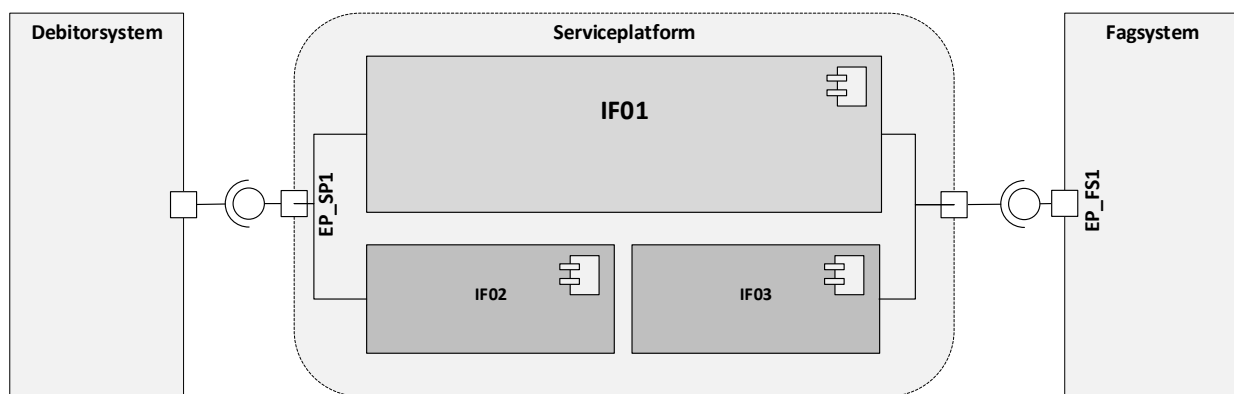 Debitorsystem
Serviceplatform
Fagsystem
IF01
EP_SP1
EP_FS1
IF02
IF03